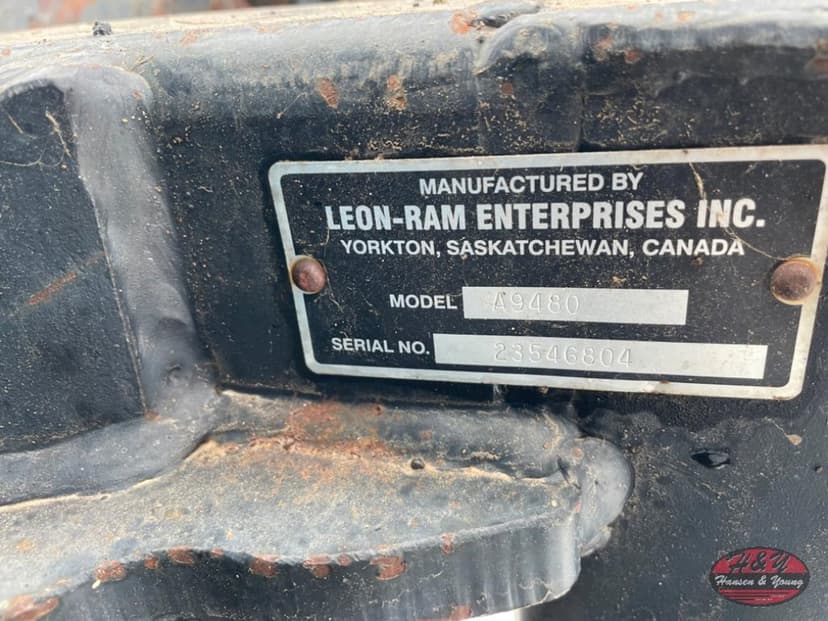 MANUFACTURED BY
LEON-RAM ENTERPRISES INC.
YORKTON, SASKATCHEWAN, CANADA
MODEL A9480
SERIAL NO. 23546804
H&Y
Hansen & Young